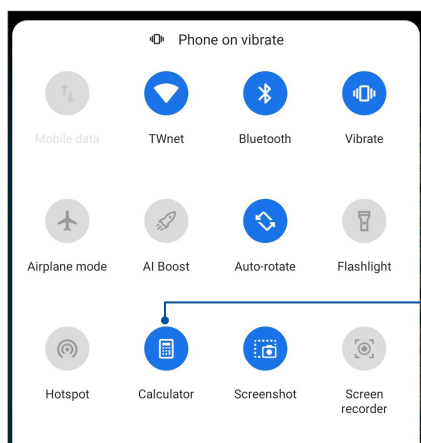 Phone on vibrate
Mobile data TWnet Bluetooth Vibrate
Airplane mode AI Boost Auto-rotate Flashlight
Hotspot Calculator Screenshot Screen
recorder